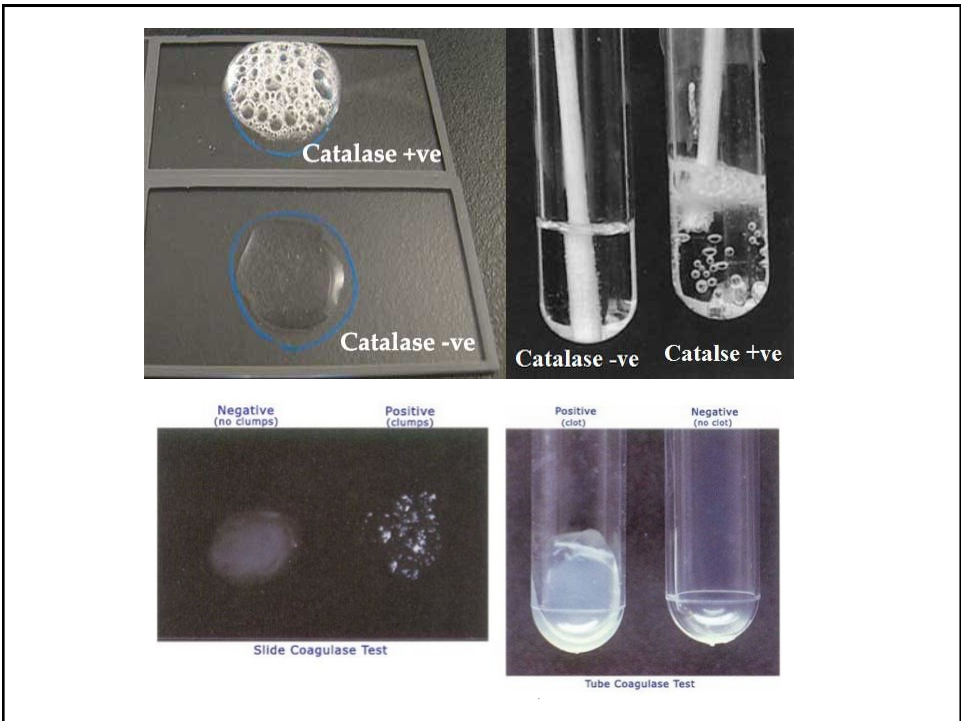 Catalase +ve
Catalase -ve
Catalase -ve
Catalse +ve
Negative
(no clumps)
Positive
(clumps)
Slide Coagulase Test
Positive
(clot)
Negative
(no clot)
Tube Coagulase Test